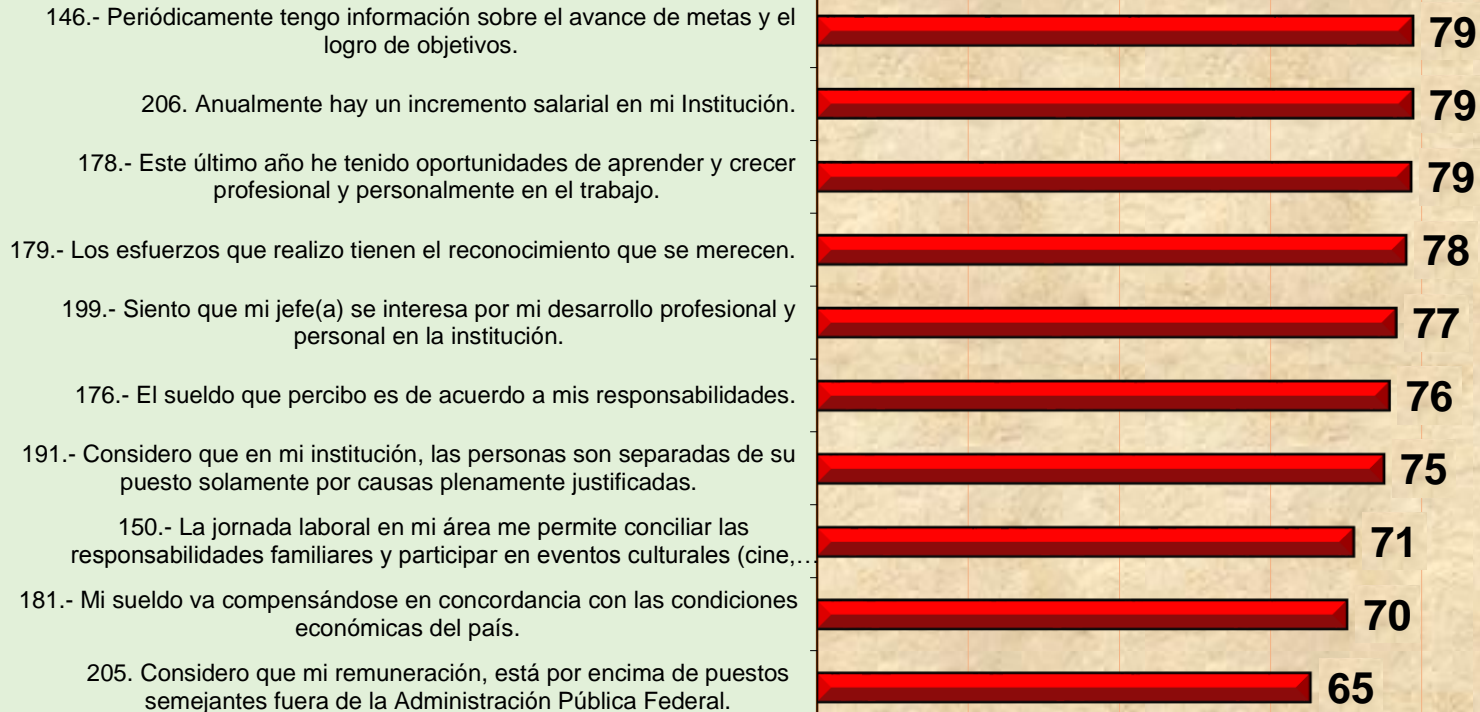 146.- Periódicamente tengo información sobre el avance de metas y el
logro de objetivos.
79
206. Anualmente hay un incremento salarial en mi Institución.
79
178.- Este último año he tenido oportunidades de aprender y crecer
profesional y personalmente en el trabajo.
79
179.- Los esfuerzos que realizo tienen el reconocimiento que se merecen.
78
199.- Siento que mi jefe(a) se interesa por mi desarrollo profesional y
personal en la institución.
77
176.- El sueldo que percibo es de acuerdo a mis responsabilidades.
76
191.- Considero que en mi institución, las personas son separadas de su
puesto solamente por causas plenamente justificadas.
75
150.- La jornada laboral en mi área me permite conciliar las
responsabilidades familiares y participar en eventos culturales (cine,…
71
181.- Mi sueldo va compensándose en concordancia con las condiciones
económicas del país.
70
205. Considero que mi remuneración, está por encima de puestos
semejantes fuera de la Administración Pública Federal.
65